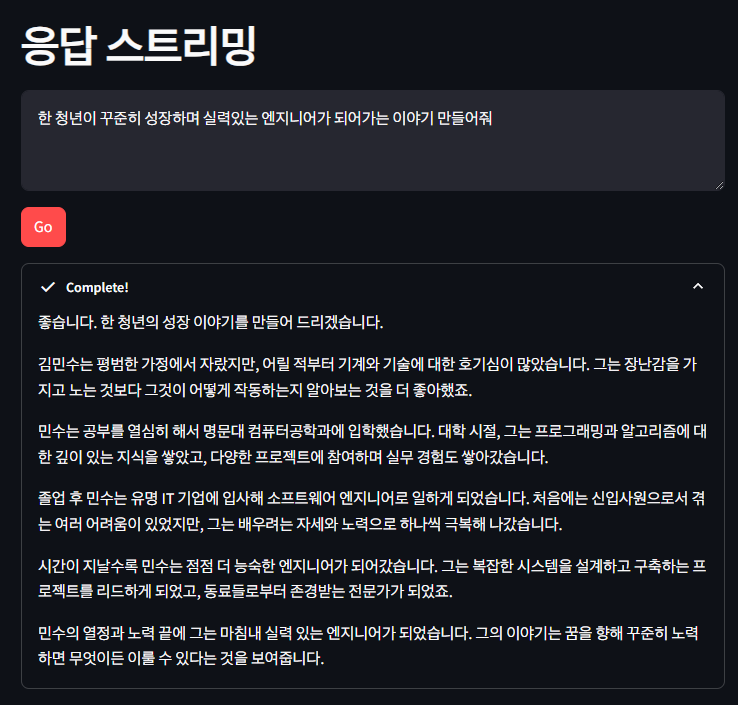 응답 스트리밍
한 청년이 꾸준히 성장하며 실력있는 엔지니어가 되어가는 이야기 만들어줘
Go
Complete!
좋습니다. 한 청년의 성장 이야기를 만들어 드리겠습니다.
김민수는 평범한 가정에서 자랐지만, 어릴 적부터 기계와 기술에 대한 호기심이 많았습니다. 그는 장난감을 가
지고 노는 것보다 그것이 어떻게 작동하는지 알아보는 것을 더 좋아했죠.
민수는 공부를 열심히 해서 명문대 컴퓨터공학과에 입학했습니다. 대학 시절, 그는 프로그래밍과 알고리즘에 대
한 깊이 있는 지식을 쌓았고, 다양한 프로젝트에 참여하며 실무 경험도 쌓아갔습니다.
졸업 후 민수는 유명 IT 기업에 입사해 소프트웨어 엔지니어로 일하게 되었습니다. 처음에는 신입사원으로서 겪
는 여러 어려움이 있었지만, 그는 배우려는 자세와 노력으로 하나씩 극복해 나갔습니다.
시간이 지날수록 민수는 점점 더 능숙한 엔지니어가 되어갔습니다. 그는 복잡한 시스템을 설계하고 구축하는 프
로젝트를 리드하게 되었고, 동료들로부터 존경받는 전문가가 되었죠.
민수의 열정과 노력 끝에 그는 마침내 실력 있는 엔지니어가 되었습니다. 그의 이야기는 꿈을 향해 꾸준히 노력
하면 무엇이든 이룰 수 있다는 것을 보여줍니다.